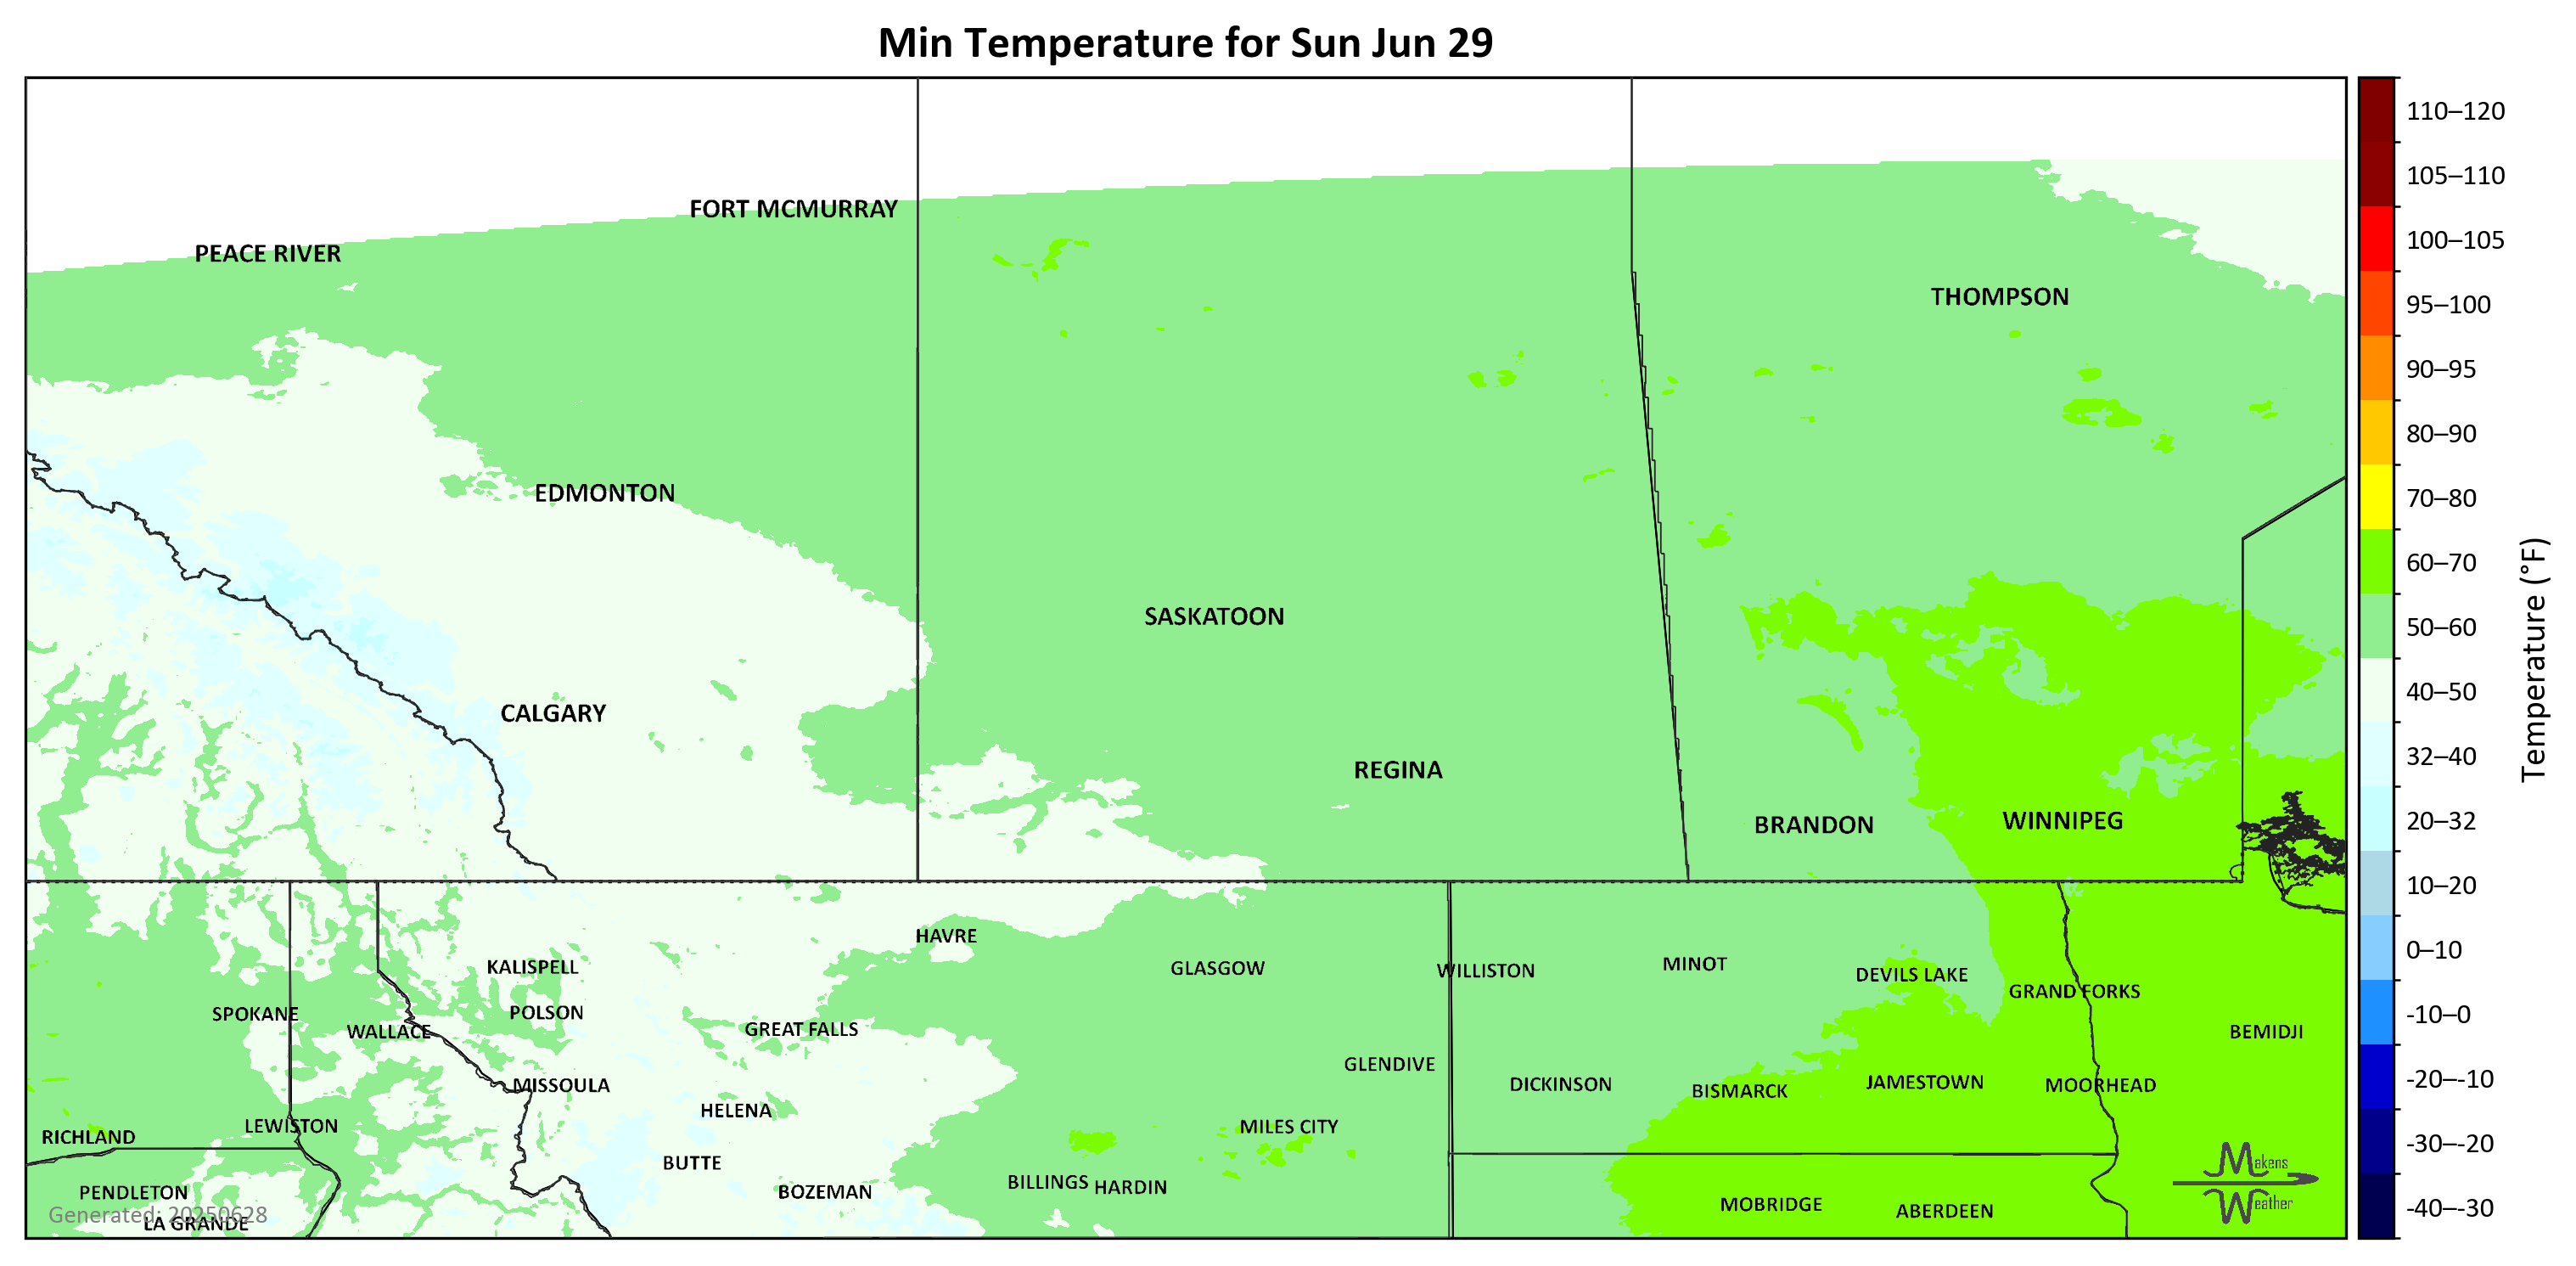 Min Temperature for Sun Jun 29
110–120
105–110
FORT MCMURRAY
100–105
PEACE RIVER
THOMPSON
95–100
90–95
80–90
EDMONTON
70–80
60–70
SASKATOON
50–60
40–50
CALGARY
Temperature (°F)
32–40
REGINA
20–32
BRANDON
WINNIPEG
10–20
HAVRE
0–10
KALISPELL
GLASGOW
WILLISTON
MINOT
DEVILS LAKE
GRAND FORKS
SPOKANE
POLSON
-10–0
WALLACE
GREAT FALLS
BEMIDJI
GLENDIVE
-20–-10
MISSOULA
DICKINSON
BISMARCK
JAMESTOWN
MOORHEAD
HELENA
LEWISTON
MILES CITY
RICHLAND
-30–-20
BUTTE
Makens
Weather
PENDLETON
BOZEMAN
BILLINGS
HARDIN
MOBRIDGE
ABERDEEN
-40–-30
Generated: 20250628
LA GRANDE